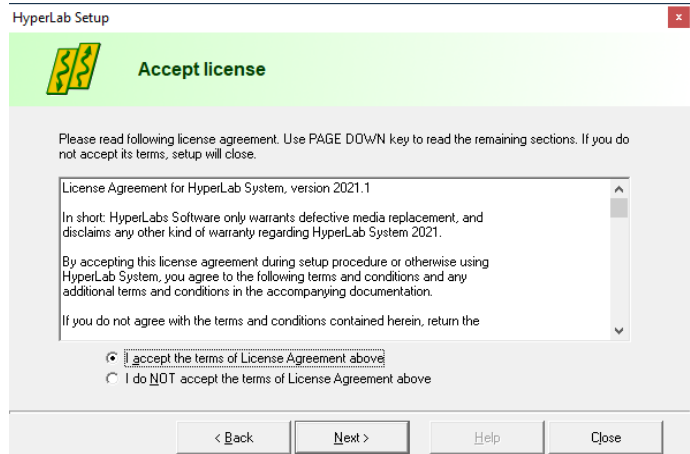 HyperLab Setup
x
Accept license
Please read following license agreement. Use PAGE DOWN key to read the remaining sections. If you do
not accept its terms, setup will close.
License Agreement for HyperLab System, version 2021.1
In short: HyperLabs Software only warrants defective media replacement, and
disclaims any other kind of warranty regarding HyperLab System 2021.
By accepting this license agreement during setup procedure or otherwise using
HyperLab System, you agree to the following terms and conditions and any
additional terms and conditions in the accompanying documentation.
If you do not agree with the terms and conditions contained herein, return the
I accept the terms of License Agreement above
I do NOT accept the terms of License Agreement above
< Back
Next >
Help
Close